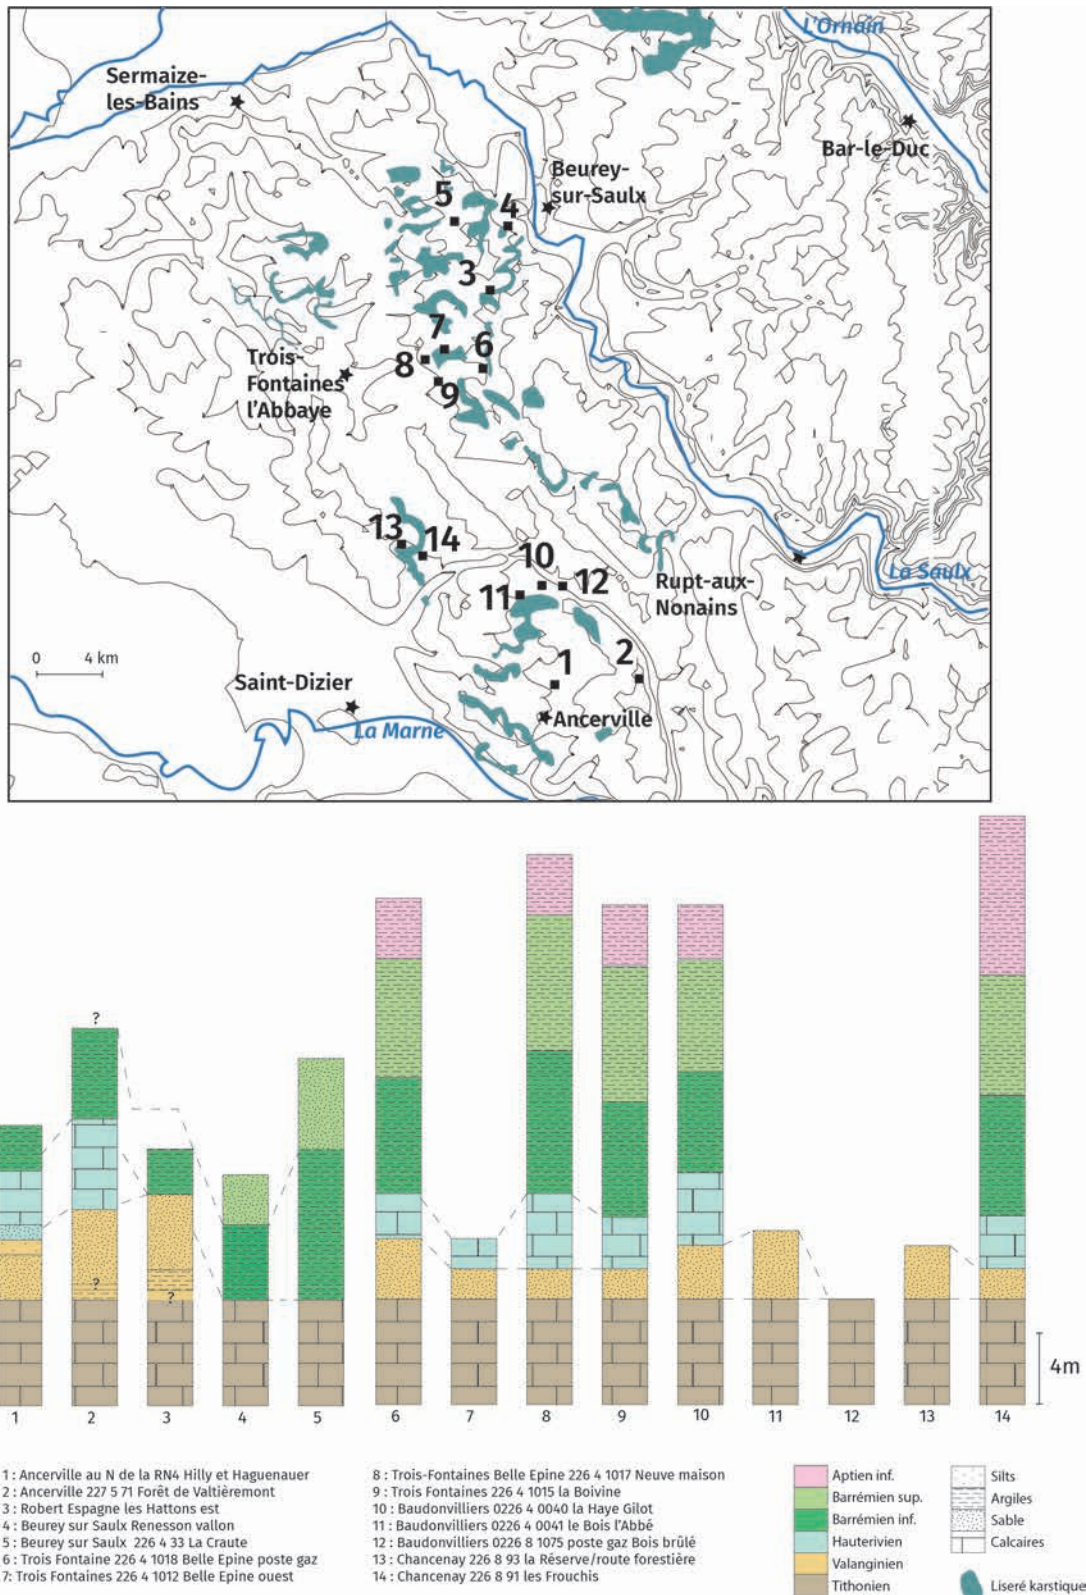 L'Ornain
Sermaize-
les-Bains
Bar-le-Duc
Beurey-
sur-Saulx
5
4
3
7
6
8
9
Trois-
Fontaines
l'Abbaye
13
14
10
11
12
Rupt-aux-
Nonains
La Saulx
0 4 km
1
2
Saint-Dizier
Ancerville
La Marne
?
?
?
4m
1 2 3 4 5 6 7 8 9 10 11 12 13 14
1 : Ancerville au N de la RN4 Hilly et Haguenauer
2 : Ancerville 227 5 71 Forêt de Valtièremont
3 : Robert Espagne les Hattons est
4 : Beurey sur Saulx Renesson vallon
5 : Beurey sur Saulx 226 4 33 La Craute
6 : Trois Fontaine 226 4 1018 Belle Epine poste gaz
7: Trois Fontaines 226 4 1012 Belle Epine ouest
8 : Trois-Fontaines Belle Epine 226 4 1017 Neuve maison
9 : Trois Fontaines 226 4 1015 la Boivine
10 : Baudonvilliers 0226 4 0040 la Haye Gilot
11 : Baudonvilliers 0226 4 0041 le Bois l'Abbé
12 : Baudonvilliers 0226 8 1075 poste gaz Bois brûlé
13 : Chancenay 226 8 93 la Réserve/route forestière
14 : Chancenay 226 8 91 les Frouchis
Aptien inf.
Barrémien sup.
Barrémien inf.
Hauterivien
Valanginien
Tithonien
Silts
Argiles
Sable
Calcaires
Liseré karstique